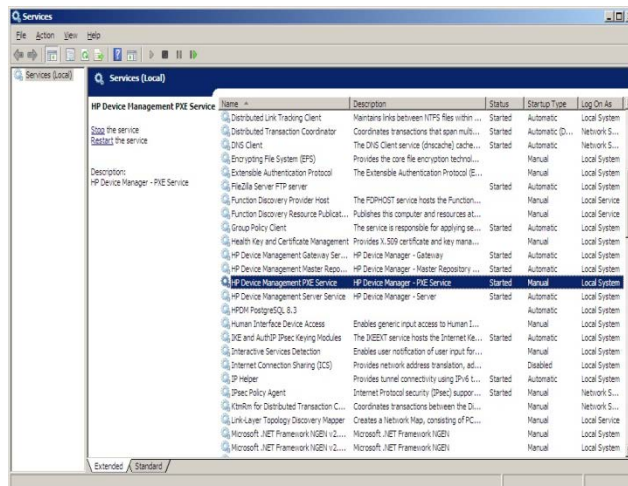 Services
File Action View Help
Services (Local)
Services (Local)
HP Device Management PXE Service
Stop the service
Restart the service
Description:
HP Device Manager - PXE Service
Name Description Status Startup Type Log On As
Distributed Link Tracking Client Maintains links between NTFS files within ... Started Automatic Local System
Distributed Transaction Coordinator Coordinates transactions that span multi... Started Automatic (D... Network S...
DNS Client The DNS Client service (dnscache) cache... Started Automatic Network S...
Encrypting File System (EFS) Provides the core file encryption technol... Manual Local System
Extensible Authentication Protocol The Extensible Authentication Protocol (E... Manual Local System
FileZilla Server FTP server Started Automatic Local System
Function Discovery Provider Host The FDPHOST service hosts the Function... Manual Local Service
Function Discovery Resource Publicat... Publishes this computer and resources at... Manual Local Service
Group Policy Client The service is responsible for applying se... Started Automatic Local System
Health Key and Certificate Management Provides X.509 certificate and key mana... Manual Local System
HP Device Management Gateway Ser... HP Device Manager - Gateway Started Automatic Local System
HP Device Management Master Repo... HP Device Manager - Master Repository ... Started Automatic Local System
HP Device Management PXE Service HP Device Manager - PXE Service Started Manual Local System
HP Device Management Server Service HP Device Manager - Server Started Automatic Local System
HPDM PostgreSQL 8.3 Automatic Local System
Human Interface Device Access Enables generic input access to Human I... Manual Local System
IKE and AuthIP IPsec Keying Modules The IKEEXT service hosts the Internet Ke... Started Automatic Local System
Interactive Services Detection Enables user notification of user input for... Manual Local System
Internet Connection Sharing (ICS) Provides network address translation, ad... Disabled Local System
IP Helper Provides tunnel connectivity using IPv6 t... Started Automatic Local System
IPsec Policy Agent Internet Protocol security (IPsec) suppor... Started Manual Network S...
KtmRm for Distributed Transaction C... Coordinates transactions between the Di... Manual Network S...
Link-Layer Topology Discovery Mapper Creates a Network Map, consisting of PC... Manual Local Service
Microsoft .NET Framework NGEN v2.... Microsoft .NET Framework NGEN Manual Local System
Microsoft .NET Framework NGEN v2.... Microsoft .NET Framework NGEN Manual Local System
Extended Standard